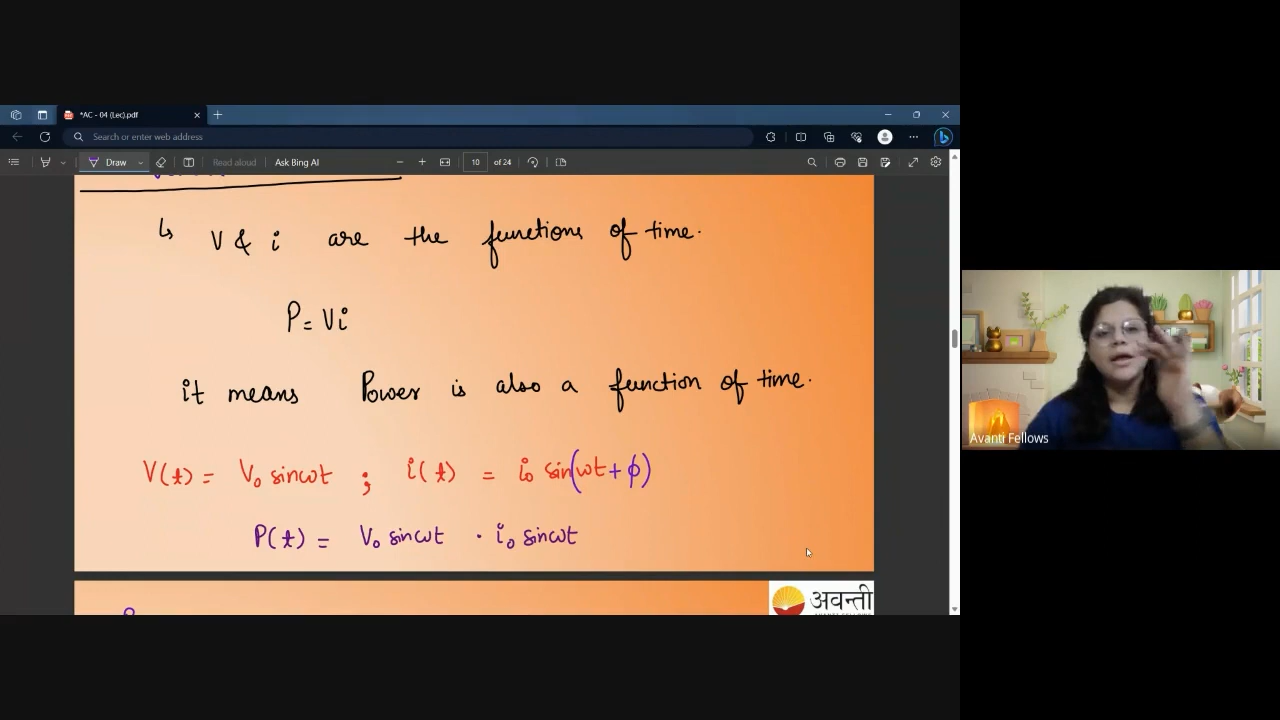 *AC - 04 (Lec).pdf
Search or enter web address
Draw
Read aloud
Ask Bing AI
10 of 24
↳ V & i are the functions of time.
P = Vi
it means Power is also a function of time.
V(t) = V₀ sinωt ; i(t) = i₀ sin(ωt + φ)
P(t) = V₀ sinωt · i₀ sinωt
अवन्ती
Avanti Fellows